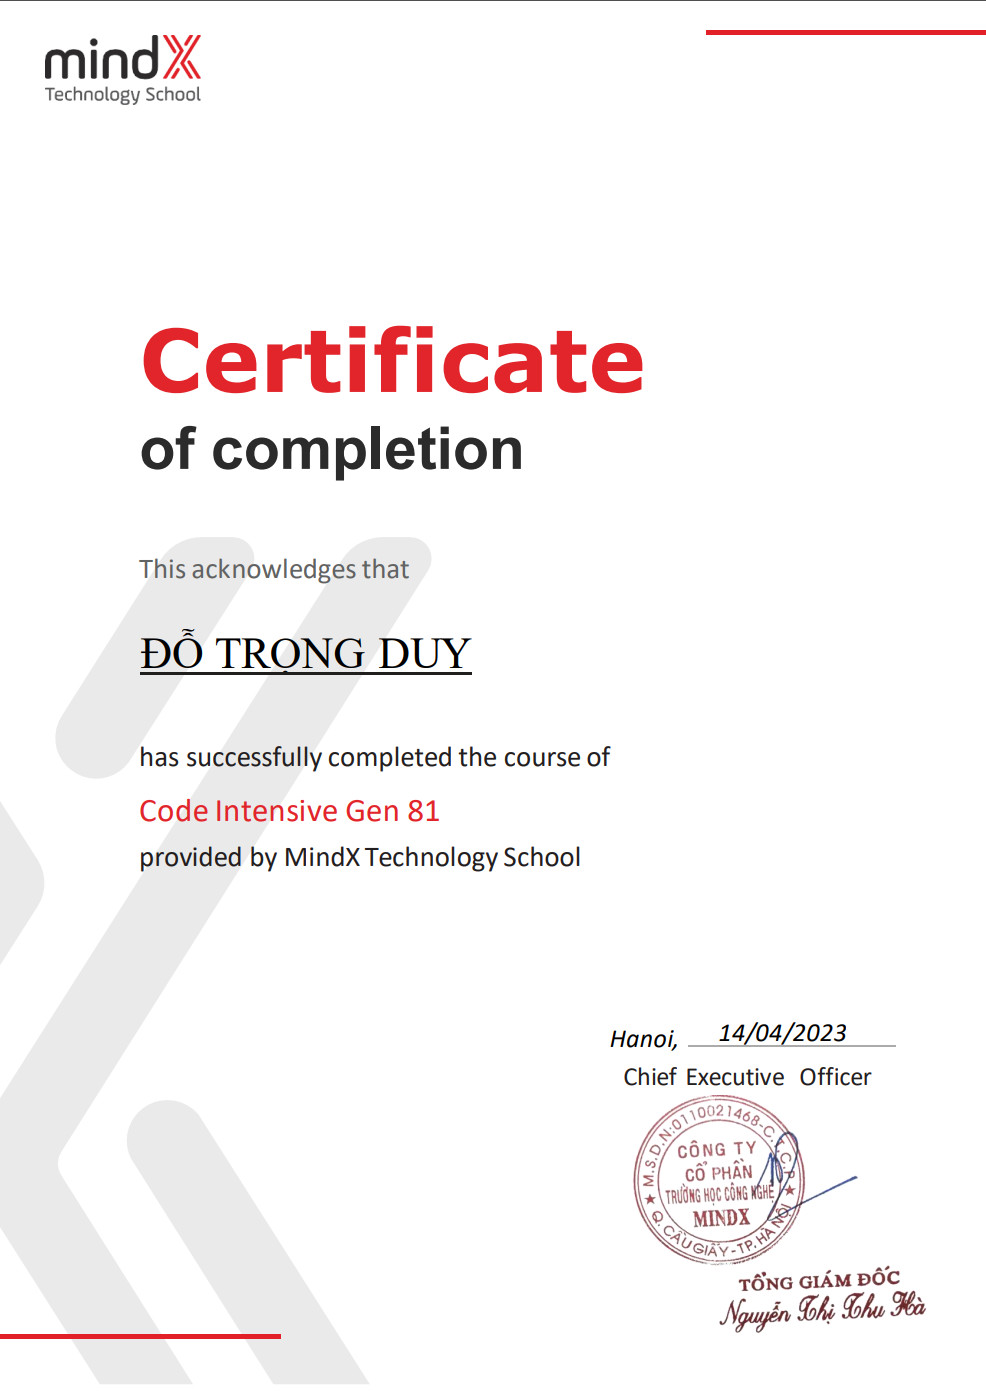 mindX
Technology School
Certificate
of completion
This acknowledges that
ĐỖ TRỌNG DUY
has successfully completed the course of
Code Intensive Gen 81
provided by MindX Technology School
Hanoi, 14/04/2023
Chief Executive Officer
M.S.D.N:0110021468-C.T.C.P
CÔNG TY
CỔ PHẦN
TRƯỜNG HỌC CÔNG NGHỆ
MINDX
Q. CẦU GIẤY-TP. HÀ NỘI
TỔNG GIÁM ĐỐC
Nguyễn Thị Thu Hà